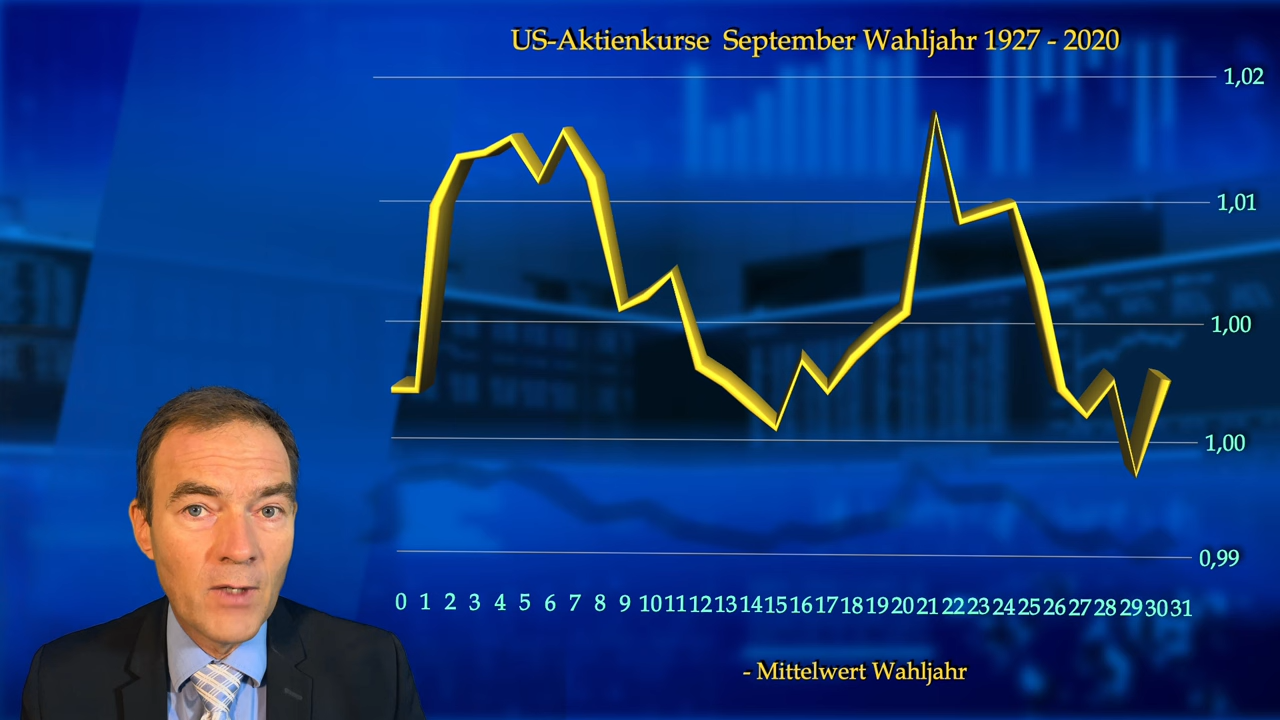 US-Aktienkurse September Wahljahr 1927 - 2020
1,02
1,01
1,00
1,00
0,99
0 1 2 3 4 5 6 7 8 9 10 11 12 13 14 15 16 17 18 19 20 21 22 23 24 25 26 27 28 29 30 31
- Mittelwert Wahljahr